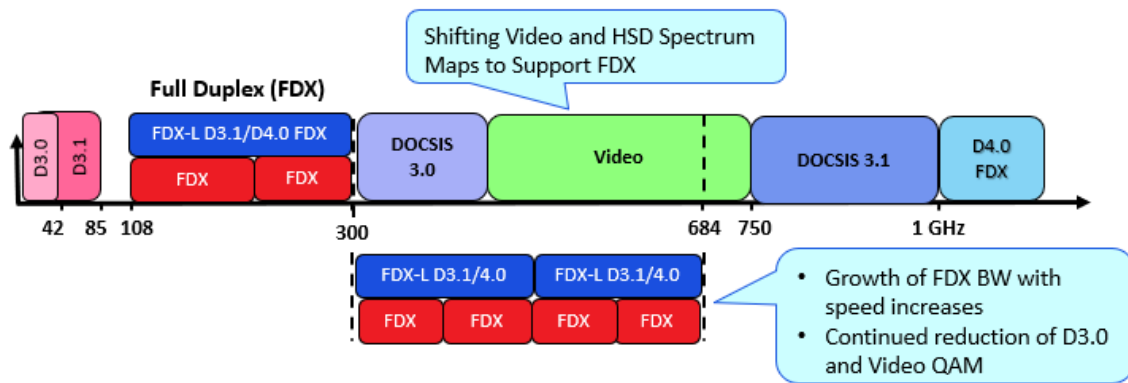 Shifting Video and HSD Spectrum
Maps to Support FDX
Full Duplex (FDX)
D3.0
D3.1
FDX-L D3.1/D4.0 FDX
FDX
FDX
DOCSIS
3.0
Video
DOCSIS 3.1
D4.0
FDX
42
85
108
300
684
750
1 GHz
FDX-L D3.1/4.0
FDX-L D3.1/4.0
FDX
FDX
FDX
FDX
• Growth of FDX BW with
speed increases
• Continued reduction of D3.0
and Video QAM